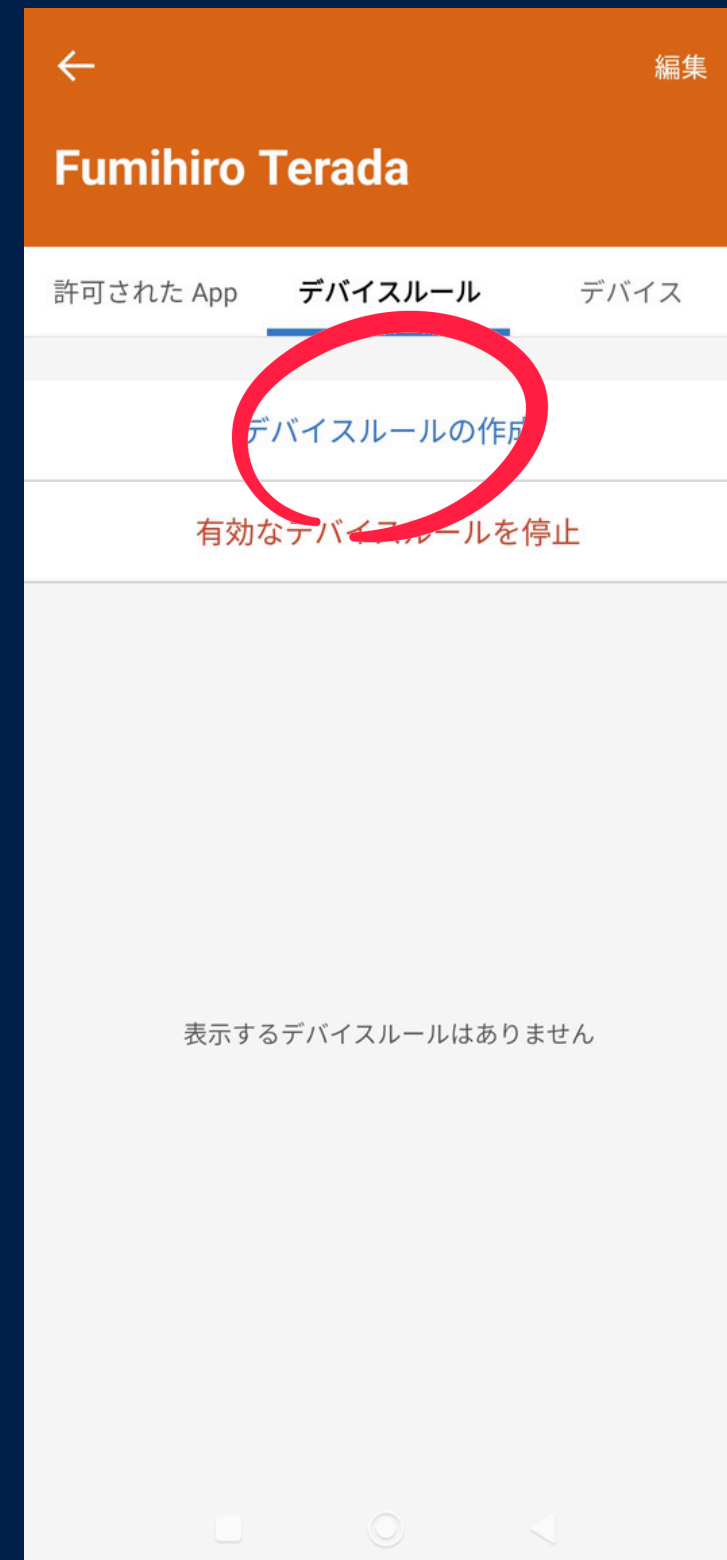 編集
Fumihiro Terada
許可された App デバイスルール デバイス
デバイスルールの作成
有効なデバイスルールを停止
表示するデバイスルールはありません